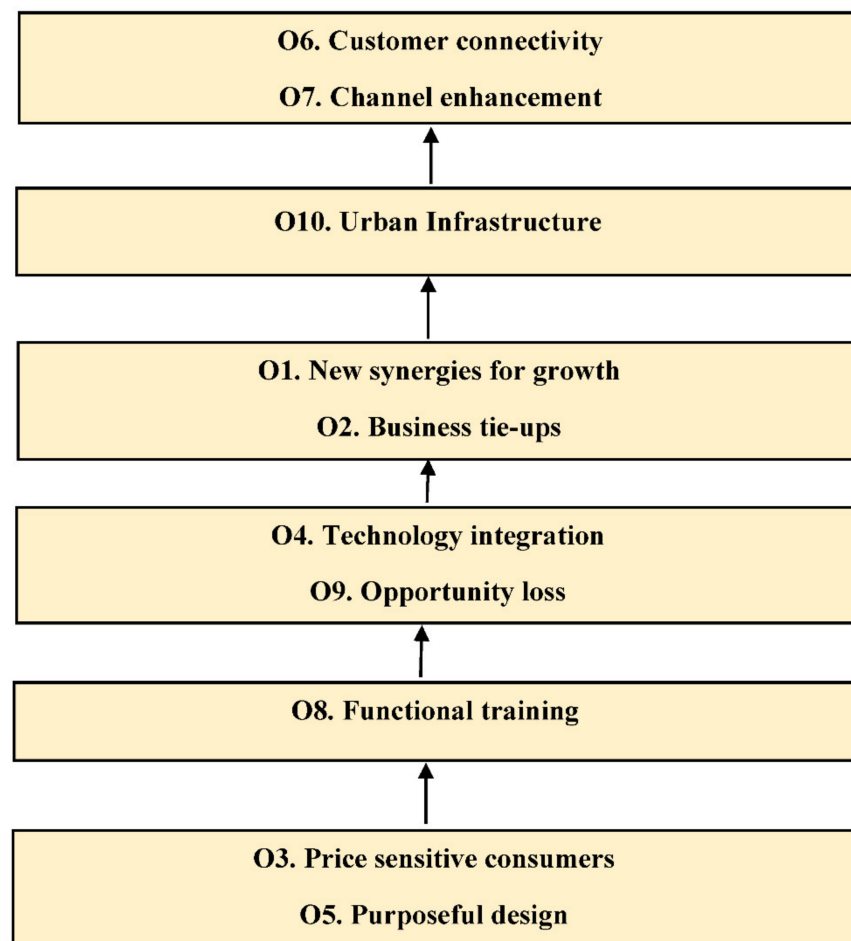 O6. Customer connectivity
O7. Channel enhancement
O10. Urban Infrastructure
O1. New synergies for growth
O2. Business tie-ups
O4. Technology integration
O9. Opportunity loss
O8. Functional training
O3. Price sensitive consumers
O5. Purposeful design